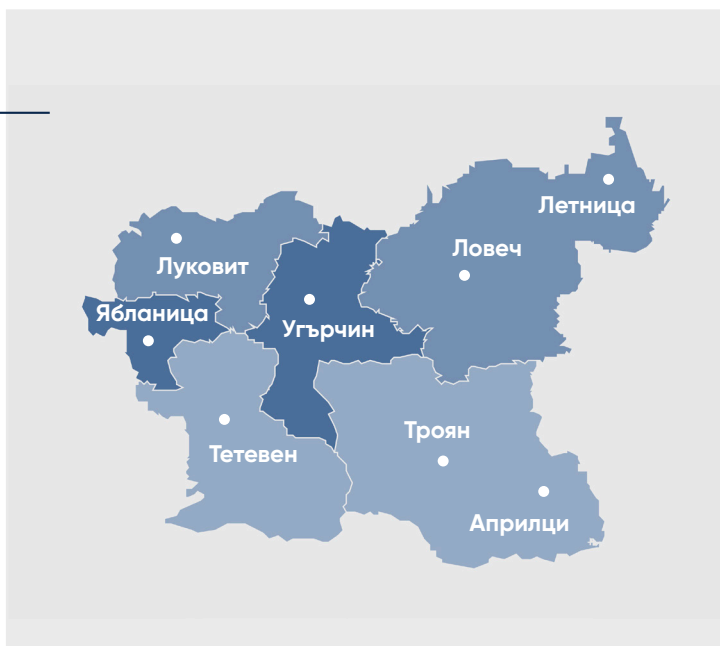 Летница
Ловеч
Луковит
Ябланица
Угърчин
Троян
Тетевен
Априлци